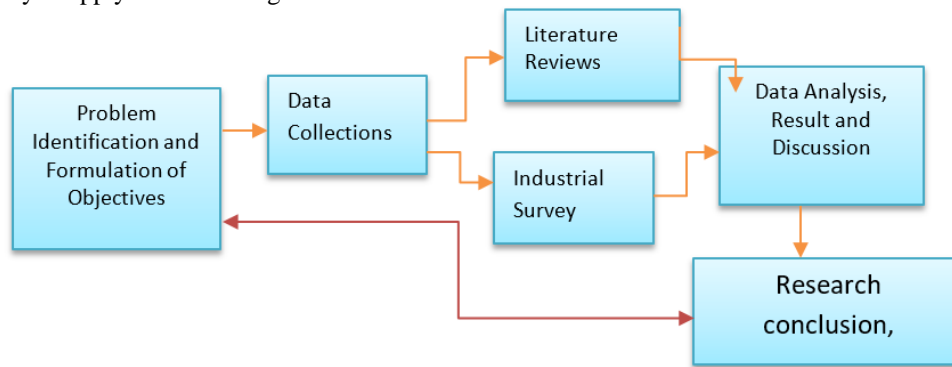 Problem
Identification and
Formulation of
Objectives
Data
Collections
Literature
Reviews
Industrial
Survey
Data Analysis,
Result and
Discussion
Research
conclusion,